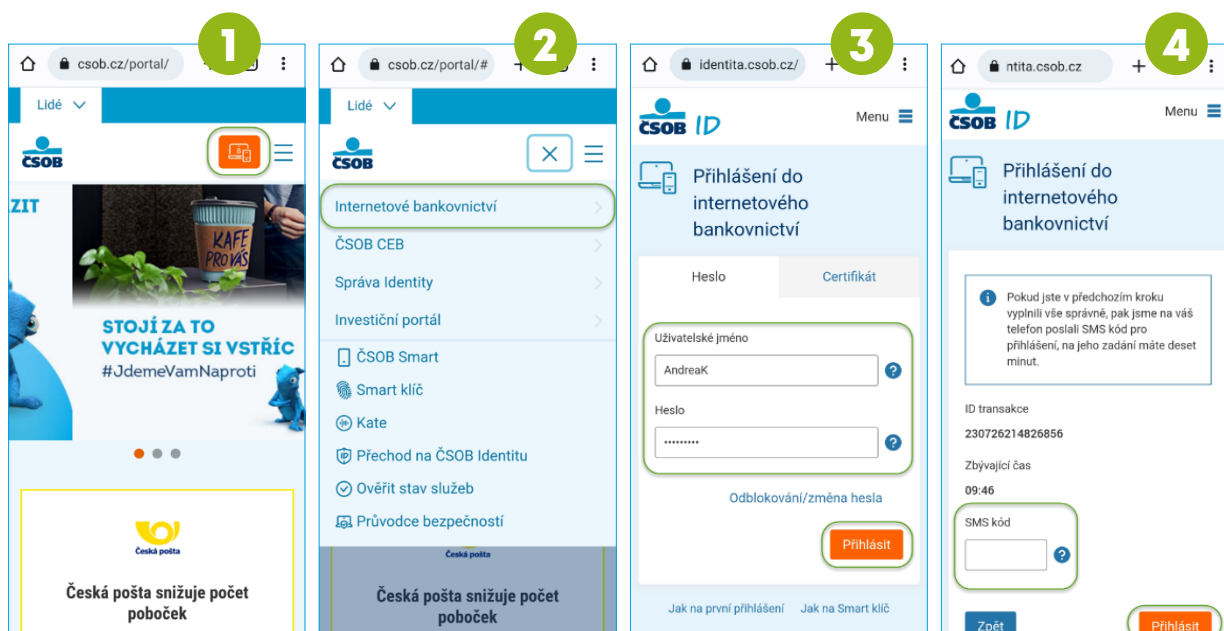 1
csob.cz/portal/
Lidé
ČSOB
ZIT
KAFE
PRO VÁS
STOJÍ ZA TO
VYCHÁZET SI VSTŘÍC
#JdemeVamNaproti
Česká pošta
Česká pošta snižuje počet
poboček
2
csob.cz/portal/#
Lidé
ČSOB
Internetové bankovnictví
ČSOB CEB
Správa Identity
Investiční portál
ČSOB Smart
Smart klíč
Kate
Přechod na ČSOB Identitu
Ověřit stav služeb
Průvodce bezpečností
Česká pošta
Česká pošta snižuje počet
poboček
3
identita.csob.cz/
ČSOB ID
Menu
Přihlášení do
internetového
bankovnictví
Heslo
Certifikát
Uživatelské jméno
AndreaK
?
Heslo
•••••••••
?
Odblokování/změna hesla
Přihlásit
Jak na první přihlášení
Jak na Smart klíč
4
ntita.csob.cz
ČSOB ID
Menu
Přihlášení do
internetového
bankovnictví
Pokud jste v předchozím kroku
vyplnili vše správně, pak jsme na váš
telefon poslali SMS kód pro
přihlášení, na jeho zadání máte deset
minut.
ID transakce
230726214826856
Zbývající čas
09:46
SMS kód
?
Zpět
Přihlásit